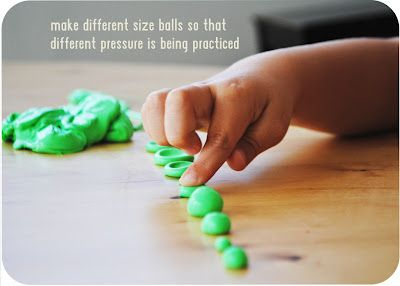 make different size balls so that
different pressure is being practiced